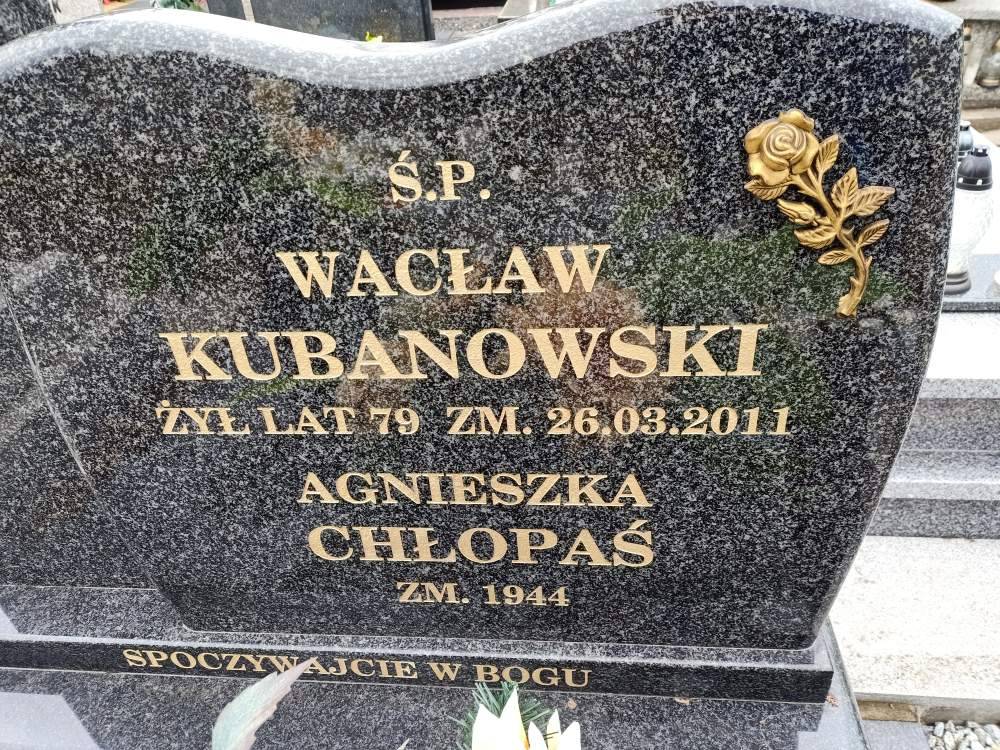 Ś.P.
WACŁAW
KUBANOWSKI
ŻYŁ LAT 79 ZM. 26.03.2011
AGNIESZKA
CHŁOPAŚ
ZM. 1944
SPOCZYWAJCIE W BOGU